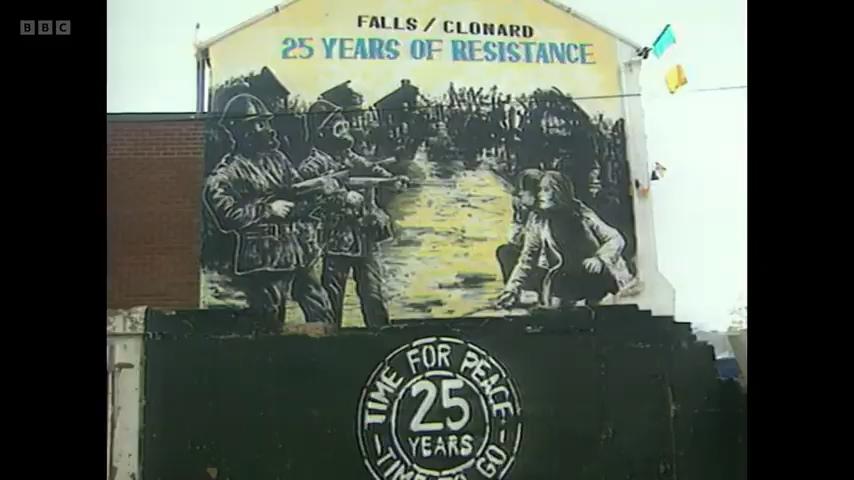 BBC
FALLS / CLONARD
25 YEARS OF RESISTANCE
TIME FOR PEACE
25
YEARS
- TIME TO GO -